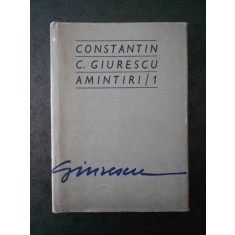 CONSTANTIN
C. GIURESCU
AMINTIRI/1
Giurescu